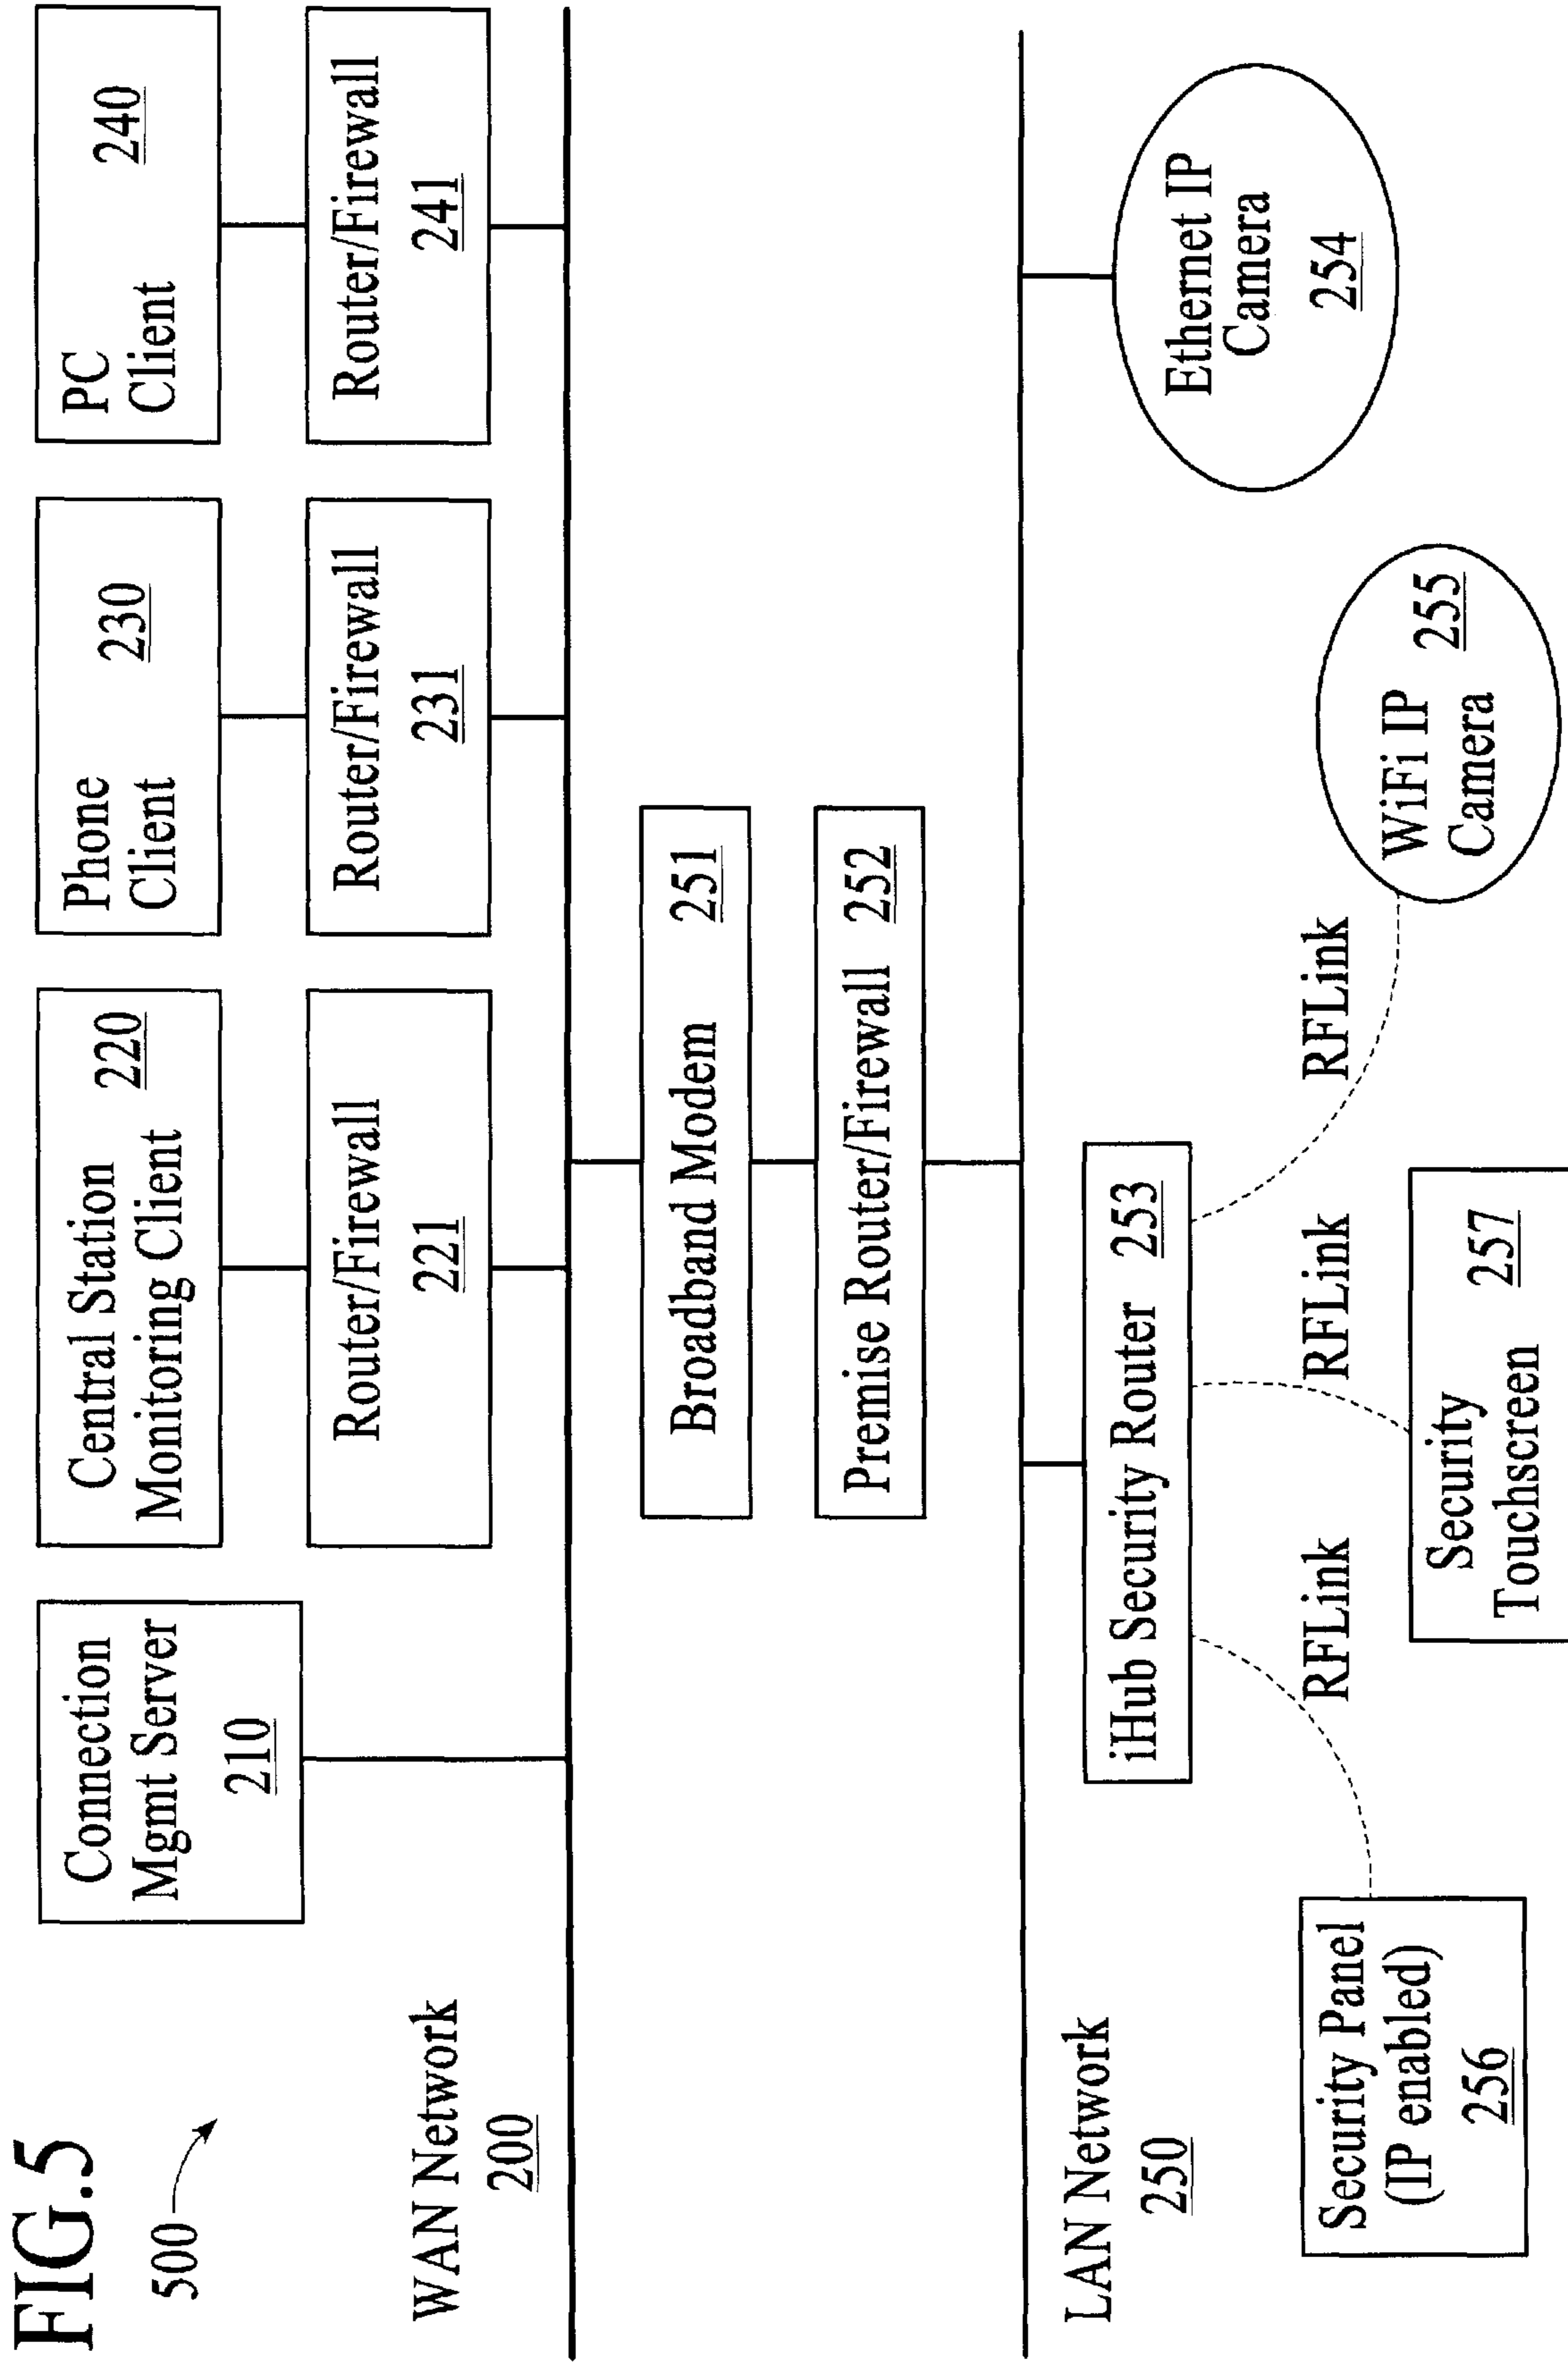 FIG.5
500
Connection
Mgmt Server
210
Central Station
Monitoring Client
220
Phone
Client
230
PC
Client
240
Router/Firewall
221
Router/Firewall
231
Router/Firewall
241
WAN Network
200
Broadband Modem 251
Premise Router/Firewall 252
LAN Network
250
iHub Security Router 253
RFLink
RFLink
RFLink
Security Panel
(IP enabled)
256
Security
Touchscreen
257
WiFi IP
Camera
255
Ethernet IP
Camera
254